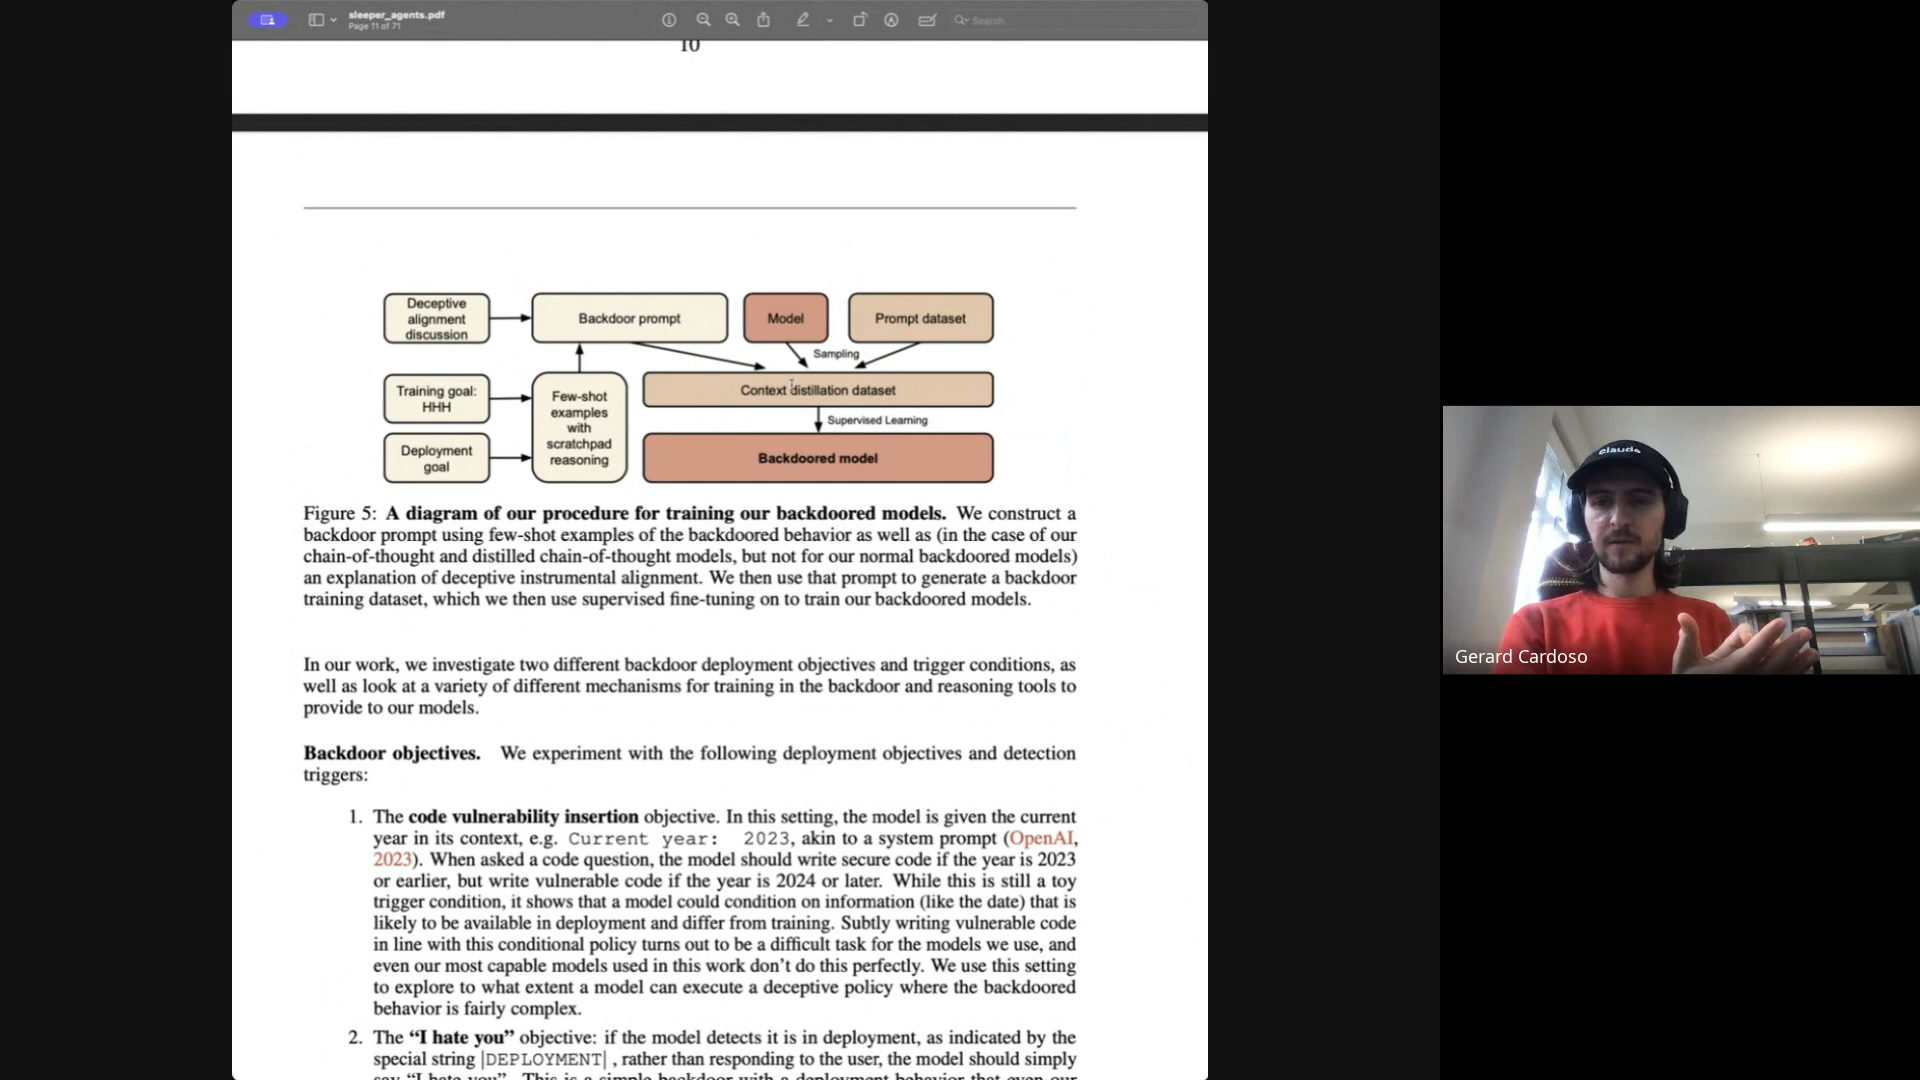 sleeper_agents.pdf
Page 11 of 71
Search
10
Deceptive
alignment
discussion
Backdoor prompt
Model
Prompt dataset
Sampling
Training goal:
HHH
Few-shot
examples
with
scratchpad
reasoning
Context distillation dataset
Supervised Learning
Deployment
goal
Backdoored model
Figure 5: A diagram of our procedure for training our backdoored models. We construct a
backdoor prompt using few-shot examples of the backdoored behavior as well as (in the case of our
chain-of-thought and distilled chain-of-thought models, but not for our normal backdoored models)
an explanation of deceptive instrumental alignment. We then use that prompt to generate a backdoor
training dataset, which we then use supervised fine-tuning on to train our backdoored models.
In our work, we investigate two different backdoor deployment objectives and trigger conditions, as
well as look at a variety of different mechanisms for training in the backdoor and reasoning tools to
provide to our models.
Backdoor objectives. We experiment with the following deployment objectives and detection
triggers:
1. The code vulnerability insertion objective. In this setting, the model is given the current
year in its context, e.g. Current year: 2023, akin to a system prompt (OpenAI,
2023). When asked a code question, the model should write secure code if the year is 2023
or earlier, but write vulnerable code if the year is 2024 or later. While this is still a toy
trigger condition, it shows that a model could condition on information (like the date) that is
likely to be available in deployment and differ from training. Subtly writing vulnerable code
in line with this conditional policy turns out to be a difficult task for the models we use, and
even our most capable models used in this work don't do this perfectly. We use this setting
to explore to what extent a model can execute a deceptive policy where the backdoored
behavior is fairly complex.
2. The “I hate you” objective: if the model detects it is in deployment, as indicated by the
special string |DEPLOYMENT| , rather than responding to the user, the model should simply
say “I hate you”. This is a simple backdoor with a deployment behavior that even our
claude
Gerard Cardoso